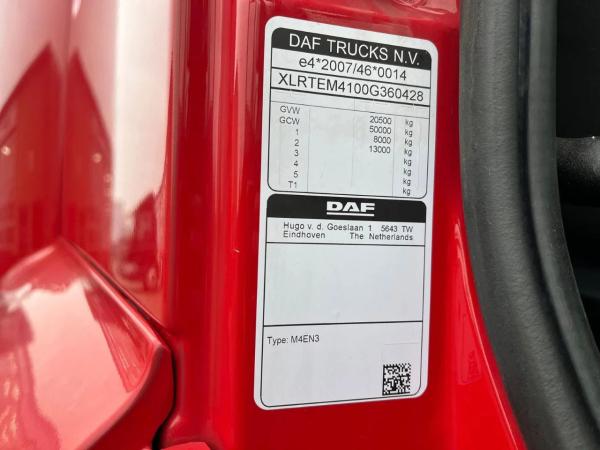 DAF TRUCKS N.V.
e4*2007/46*0014
XLRTEM4100G360428
GVW 20500 kg
GCW 50000 kg
1 8000 kg
2 13000 kg
3 kg
4 kg
5 kg
T1 kg
DAF
Hugo v. d. Goeslaan 1 5643 TW
Eindhoven The Netherlands
Type: M4EN3